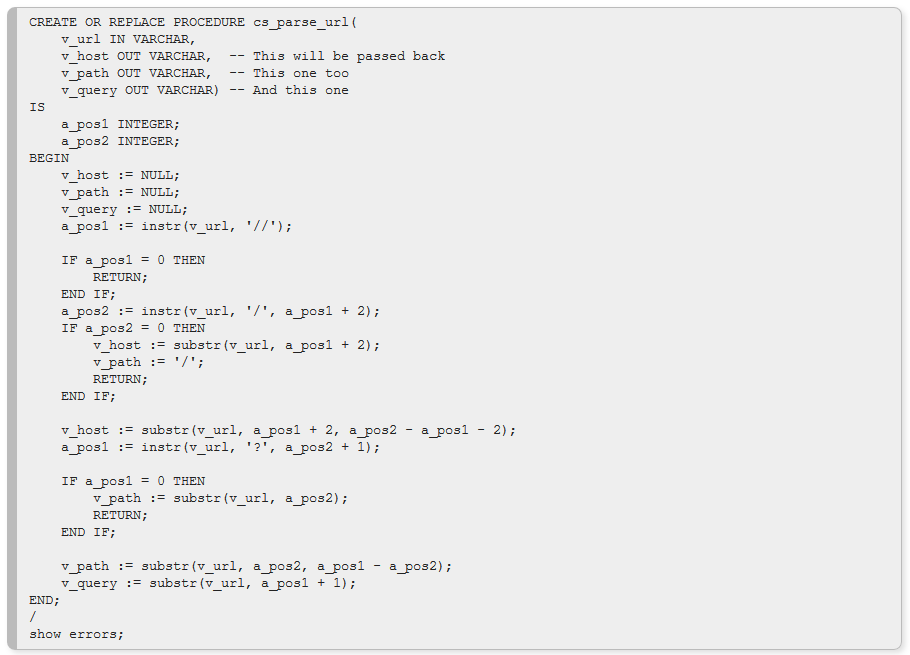 CREATE OR REPLACE PROCEDURE cs_parse_url(
    v_url IN VARCHAR,
    v_host OUT VARCHAR,  -- This will be passed back
    v_path OUT VARCHAR,  -- This one too
    v_query OUT VARCHAR) -- And this one
IS
    a_pos1 INTEGER;
    a_pos2 INTEGER;
BEGIN
    v_host := NULL;
    v_path := NULL;
    v_query := NULL;
    a_pos1 := instr(v_url, '//');

    IF a_pos1 = 0 THEN
        RETURN;
    END IF;
    a_pos2 := instr(v_url, '/', a_pos1 + 2);
    IF a_pos2 = 0 THEN
        v_host := substr(v_url, a_pos1 + 2);
        v_path := '/';
        RETURN;
    END IF;

    v_host := substr(v_url, a_pos1 + 2, a_pos2 - a_pos1 - 2);
    a_pos1 := instr(v_url, '?', a_pos2 + 1);

    IF a_pos1 = 0 THEN
        v_path := substr(v_url, a_pos2);
        RETURN;
    END IF;

    v_path := substr(v_url, a_pos2, a_pos1 - a_pos2);
    v_query := substr(v_url, a_pos1 + 1);
END;
/
show errors;